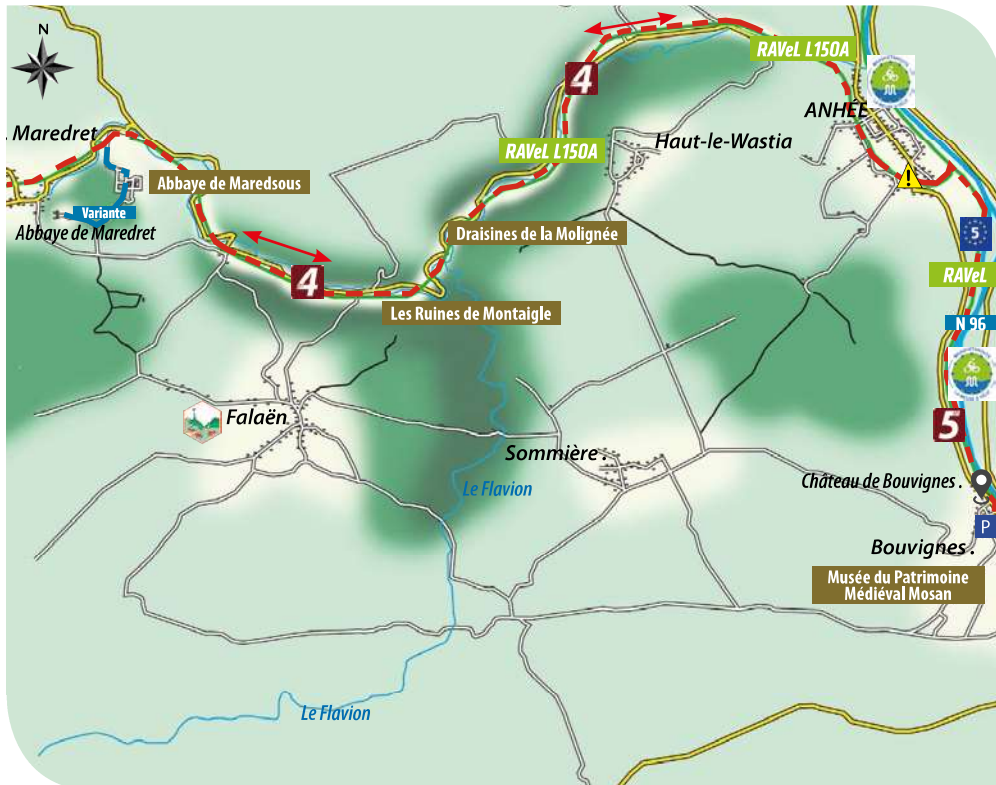 N
4
RAVeL L150A
ANHÉE
. Maredret
RAVeL L150A
Haut-le-Wastia
Abbaye de Maredsous
Variante
Abbaye de Maredret
Draisines de la Molignée
5
4
RAVeL
Les Ruines de Montaigle
N 96
Falaën
5
Sommière .
Le Flavion
Château de Bouvignes .
P
Bouvignes .
Musée du Patrimoine
Médiéval Mosan
Le Flavion